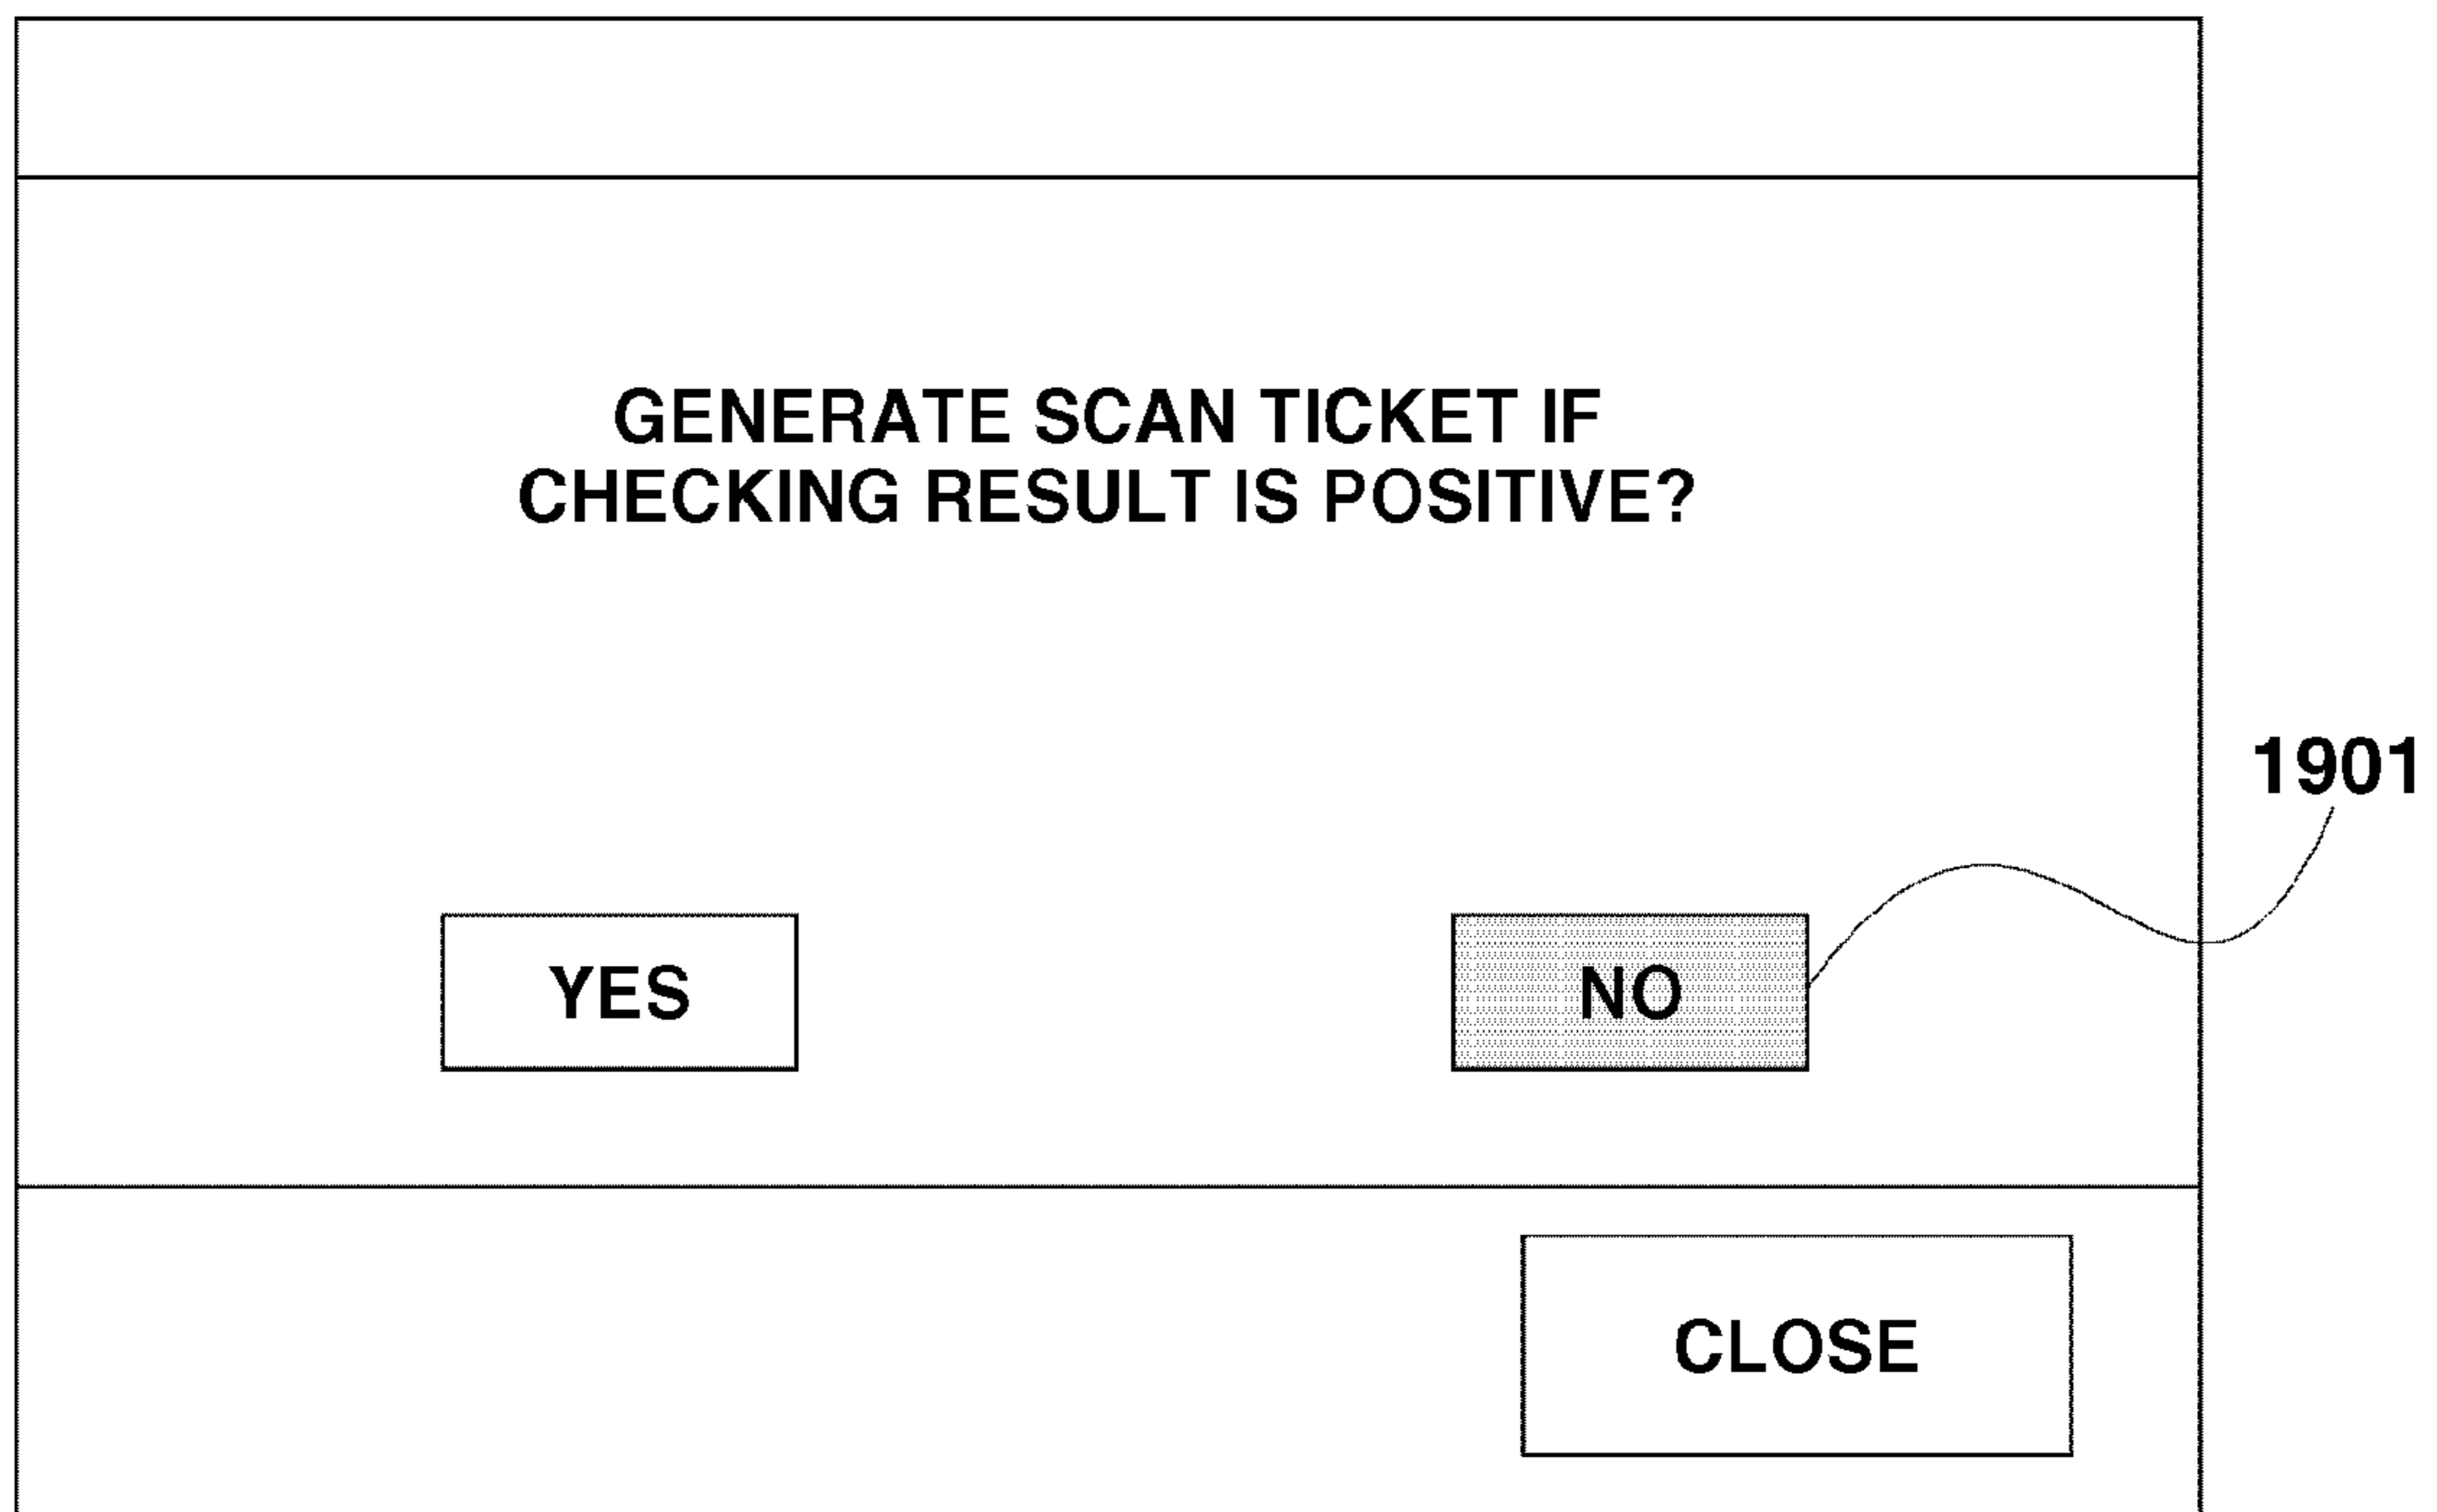 GENERATE SCAN TICKET IF
CHECKING RESULT IS POSITIVE?
1901
YES
NO
CLOSE